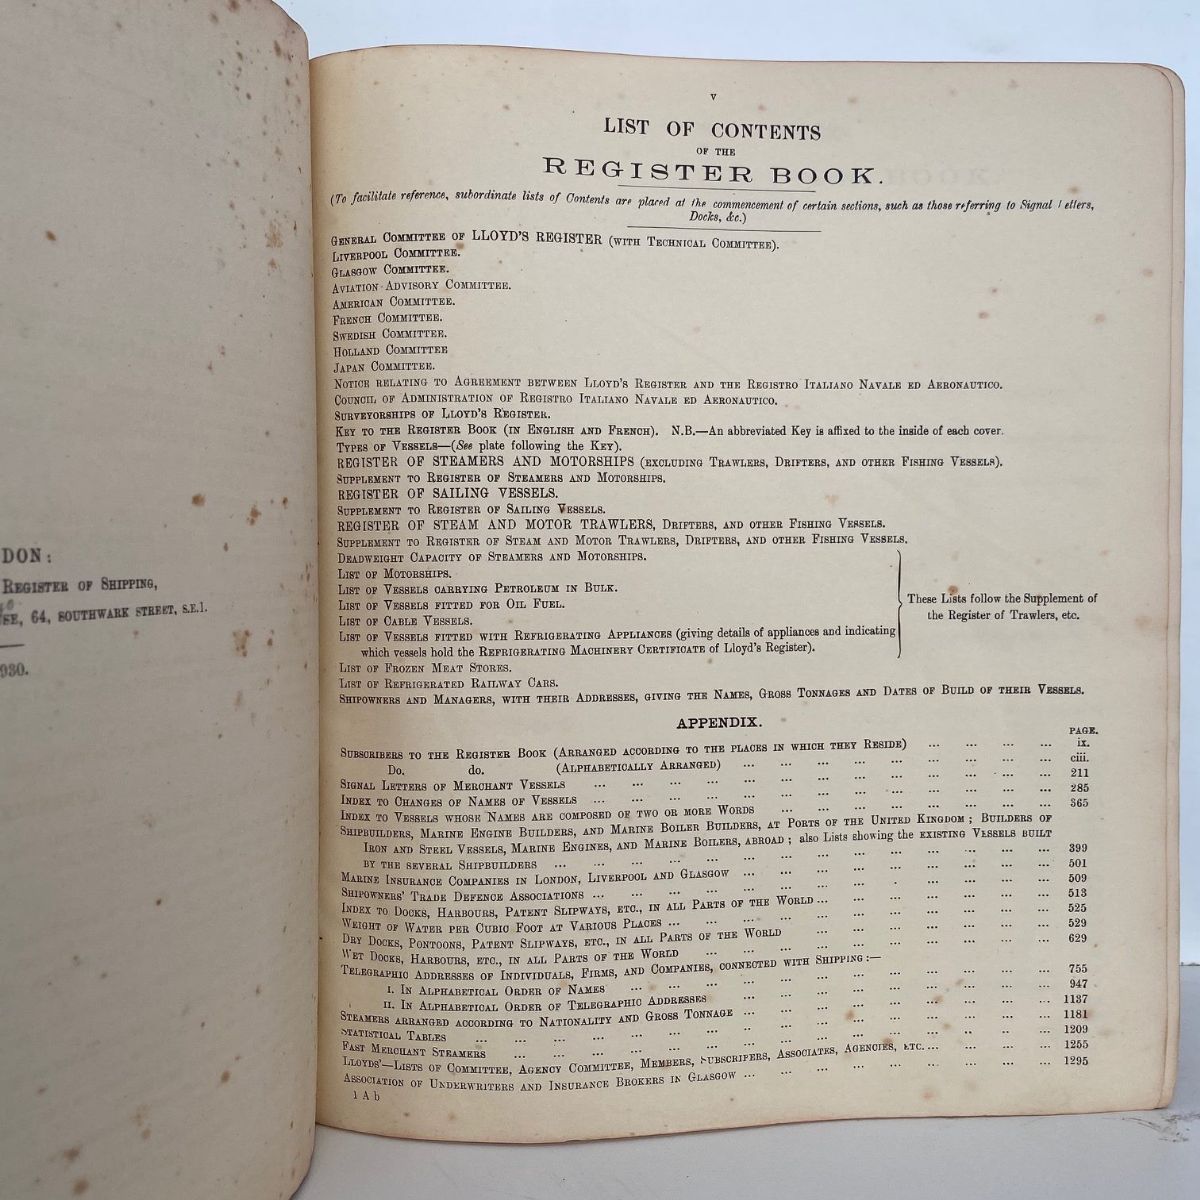 DON:
REGISTER OF SHIPPING,
SE, 64, SOUTHWARK STREET, S.E.1.
930.
v
LIST OF CONTENTS
OF THE
REGISTER BOOK.
(To facilitate reference, subordinate lists of Contents are placed at the commencement of certain sections, such as those referring to Signal Letters,
Docks, &c.)
GENERAL COMMITTEE OF LLOYD'S REGISTER (WITH TECHNICAL COMMITTEE).
LIVERPOOL COMMITTEE.
GLASGOW COMMITTEE.
AVIATION ADVISORY COMMITTEE.
AMERICAN COMMITTEE.
FRENCH COMMITTEE.
SWEDISH COMMITTEE.
HOLLAND COMMITTEE
JAPAN COMMITTEE.
NOTICE RELATING TO AGREEMENT BETWEEN LLOYD'S REGISTER AND THE REGISTRO ITALIANO NAVALE ED AERONAUTICO.
COUNCIL OF ADMINISTRATION OF REGISTRO ITALIANO NAVALE ED AERONAUTICO.
SURVEYORSHIPS OF LLOYD'S REGISTER.
KEY TO THE REGISTER BOOK (IN ENGLISH AND FRENCH). N.B.—An abbreviated Key is affixed to the inside of each cover.
TYPES OF VESSELS—(See plate following the KEY).
REGISTER OF STEAMERS AND MOTORSHIPS (EXCLUDING TRAWLERS, DRIFTERS, AND OTHER FISHING VESSELS).
SUPPLEMENT TO REGISTER OF STEAMERS AND MOTORSHIPS.
REGISTER OF SAILING VESSELS.
SUPPLEMENT TO REGISTER OF SAILING VESSELS.
REGISTER OF STEAM AND MOTOR TRAWLERS, DRIFTERS, AND OTHER FISHING VESSELS.
SUPPLEMENT TO REGISTER OF STEAM AND MOTOR TRAWLERS, DRIFTERS, AND OTHER FISHING VESSELS.
DEADWEIGHT CAPACITY OF STEAMERS AND MOTORSHIPS.
LIST OF MOTORSHIPS.
LIST OF VESSELS CARRYING PETROLEUM IN BULK.
LIST OF VESSELS FITTED FOR OIL FUEL.
LIST OF CABLE VESSELS.
LIST OF VESSELS FITTED WITH REFRIGERATING APPLIANCES (giving details of appliances and indicating
which vessels hold the REFRIGERATING MACHINERY CERTIFICATE of Lloyd's Register).
These Lists follow the Supplement of
the Register of Trawlers, etc.
LIST OF FROZEN MEAT STORES.
LIST OF REFRIGERATED RAILWAY CARS.
SHIPOWNERS AND MANAGERS, WITH THEIR ADDRESSES, GIVING THE NAMES, GROSS TONNAGES AND DATES OF BUILD OF THEIR VESSELS.
APPENDIX.
PAGE.
SUBSCRIBERS TO THE REGISTER BOOK (ARRANGED ACCORDING TO THE PLACES IN WHICH THEY RESIDE) ... ... ... ... ix.
Do. do. (ALPHABETICALLY ARRANGED) ... ... ... ... ... ... ... ... ... ciii.
SIGNAL LETTERS OF MERCHANT VESSELS ... ... ... ... ... ... ... ... ... ... ... ... 211
INDEX TO CHANGES OF NAMES OF VESSELS ... ... ... ... ... ... ... ... ... ... ... ... 285
INDEX TO VESSELS WHOSE NAMES ARE COMPOSED OF TWO OR MORE WORDS ... ... ... ... ... ... ... ... 365
SHIPBUILDERS, MARINE ENGINE BUILDERS, AND MARINE BOILER BUILDERS, AT PORTS OF THE UNITED KINGDOM; BUILDERS OF
IRON AND STEEL VESSELS, MARINE ENGINES, AND MARINE BOILERS, ABROAD; also Lists showing the EXISTING VESSELS BUILT
BY THE SEVERAL SHIPBUILDERS ... ... ... ... ... ... ... ... ... ... ... ... ... 399
MARINE INSURANCE COMPANIES IN LONDON, LIVERPOOL AND GLASGOW ... ... ... ... ... ... ... ... ... 501
SHIPOWNERS' TRADE DEFENCE ASSOCIATIONS ... ... ... ... ... ... ... ... ... ... ... ... 509
INDEX TO DOCKS, HARBOURS, PATENT SLIPWAYS, ETC., IN ALL PARTS OF THE WORLD ... ... ... ... ... ... ... 513
WEIGHT OF WATER PER CUBIC FOOT AT VARIOUS PLACES ... ... ... ... ... ... ... ... ... ... 525
DRY DOCKS, PONTOONS, PATENT SLIPWAYS, ETC., IN ALL PARTS OF THE WORLD ... ... ... ... ... ... ... 529
WET DOCKS, HARBOURS, ETC., IN ALL PARTS OF THE WORLD ... ... ... ... ... ... ... ... ... 629
TELEGRAPHIC ADDRESSES OF INDIVIDUALS, FIRMS, AND COMPANIES, CONNECTED WITH SHIPPING:—
I. IN ALPHABETICAL ORDER OF NAMES ... ... ... ... ... ... ... ... ... ... ... 755
II. IN ALPHABETICAL ORDER OF TELEGRAPHIC ADDRESSES ... ... ... ... ... ... ... ... ... 947
STEAMERS ARRANGED ACCORDING TO NATIONALITY AND GROSS TONNAGE ... ... ... ... ... ... ... ... ... 1137
STATISTICAL TABLES ... ... ... ... ... ... ... ... ... ... ... ... ... ... ... 1181
FAST MERCHANT STEAMERS ... ... ... ... ... ... ... ... ... ... ... ... ... ... 1209
LLOYDS'—LISTS OF COMMITTEE, AGENCY COMMITTEE, MEMBERS, SUBSCRIBERS, ASSOCIATES, AGENCIES, ETC. ... ... ... ... 1255
ASSOCIATION OF UNDERWRITERS AND INSURANCE BROKERS IN GLASGOW ... ... ... ... ... ... ... ... ... 1295
1 A b